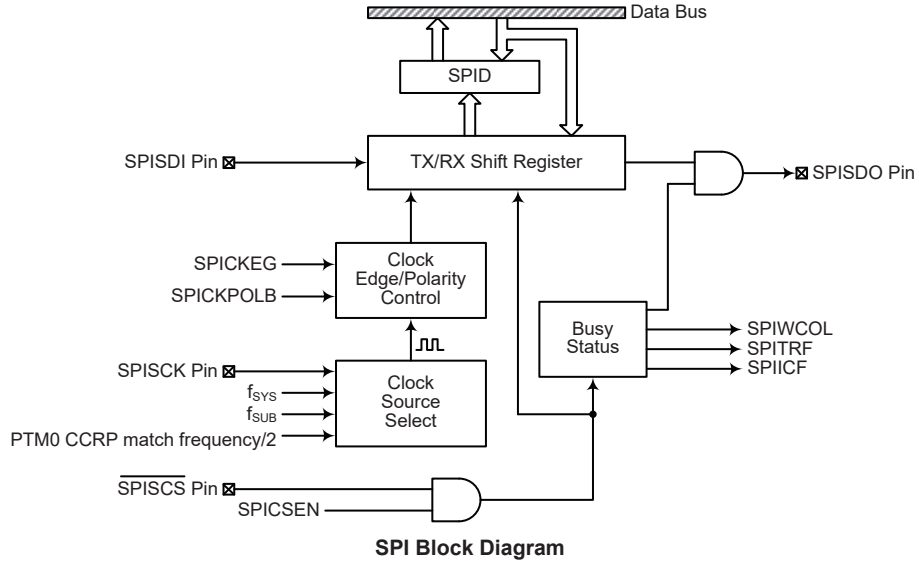 Data Bus
SPID
SPISDI Pin
TX/RX Shift Register
SPISDO Pin
SPICKEG
SPICKPOLB
Clock
Edge/Polarity
Control
Busy
Status
SPIWCOL
SPITRF
SPIICF
SPISCK Pin
fSYS
fSUB
PTM0 CCRP match frequency/2
Clock
Source
Select
SPISCS Pin
SPICSEN
SPI Block Diagram